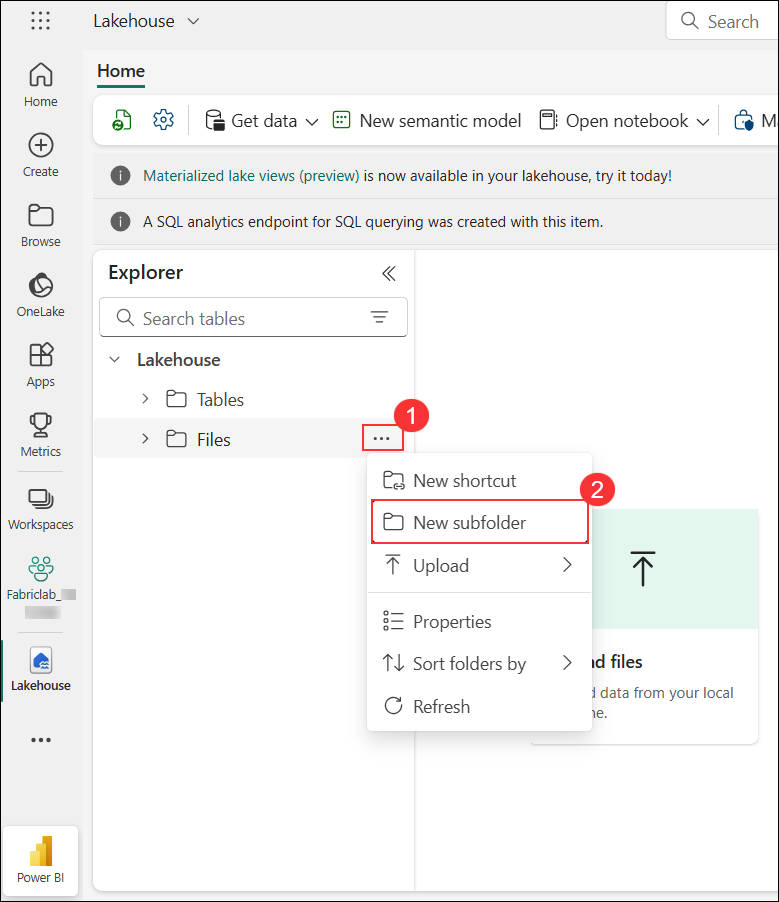 Lakehouse
Search
Home
Home
Get data
New semantic model
Open notebook
Create
Materialized lake views (preview) is now available in your lakehouse, try it today!
A SQL analytics endpoint for SQL querying was created with this item.
Browse
OneLake
Apps
Metrics
Workspaces
Fabriclab_
Lakehouse
...
Power BI
Explorer
Search tables
Lakehouse
Tables
Files
...
1
New shortcut
New subfolder
2
Upload
Properties
Sort folders by
Refresh
files
data from your local